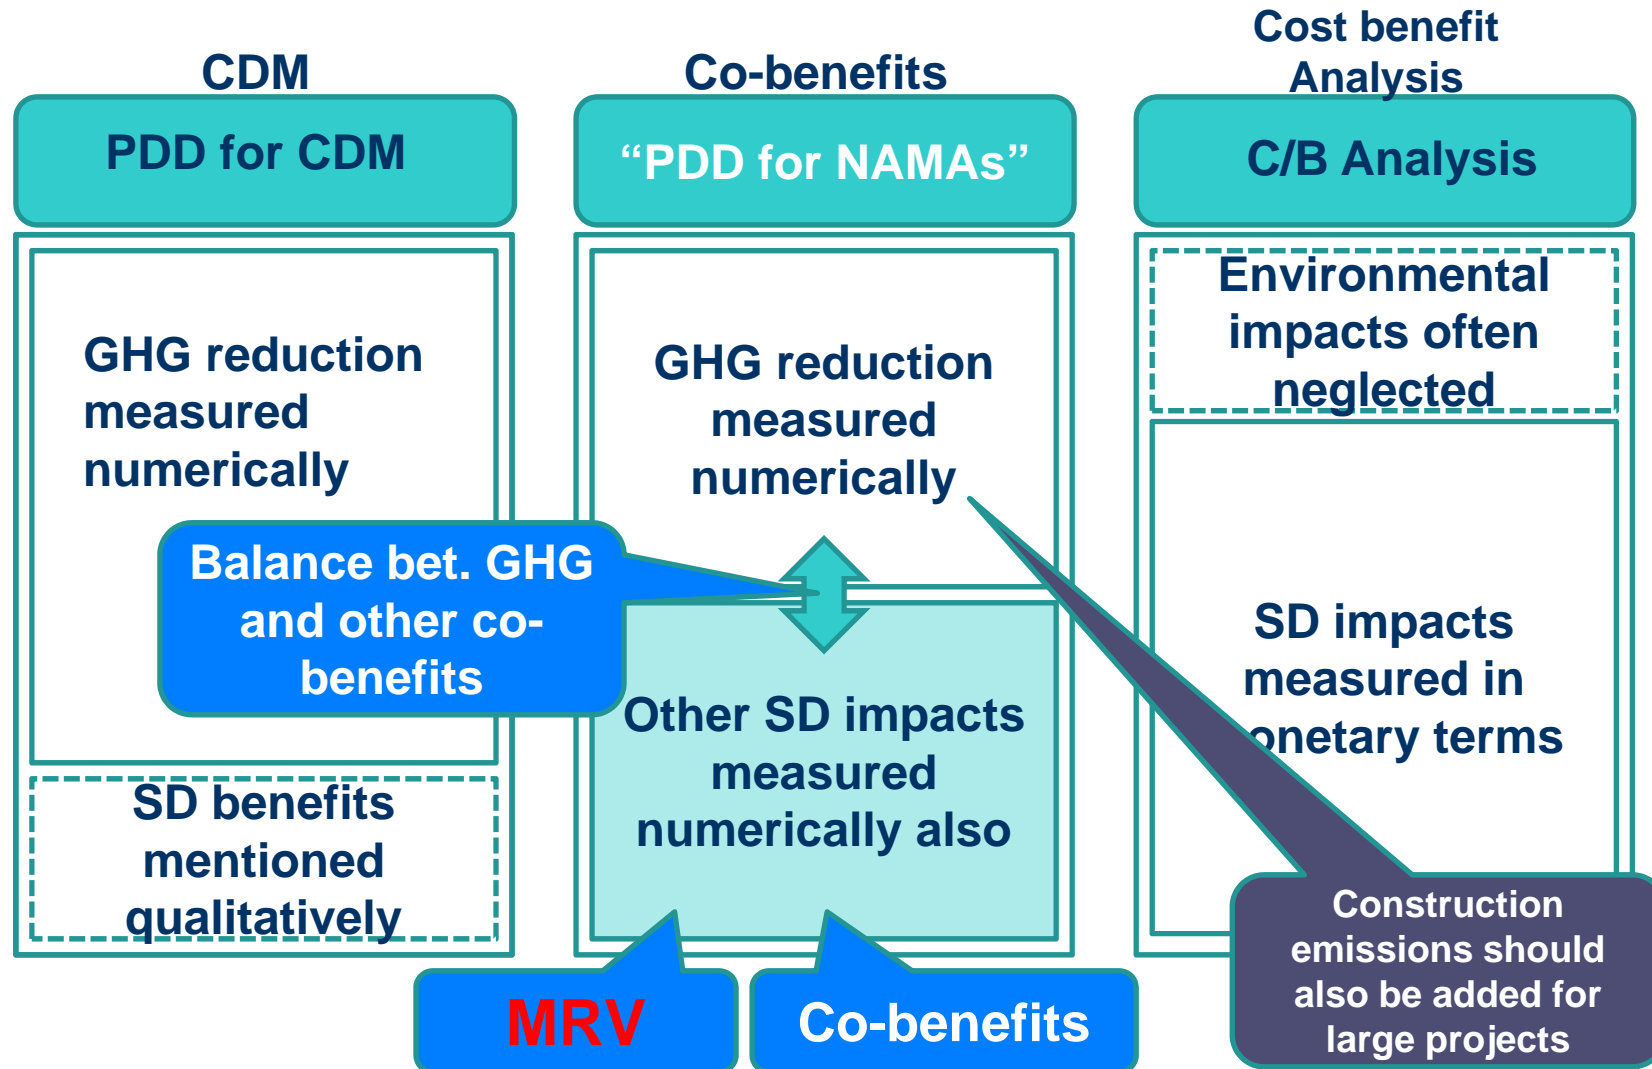 CDM
PDD for CDM
GHG reduction
measured
numerically
SD benefits
mentioned
qualitatively
Balance bet. GHG
and other co-
benefits
Co-benefits
“PDD for NAMAs”
GHG reduction
measured
numerically
Other SD impacts
measured
numerically also
MRV
Co-benefits
Cost benefit
Analysis
C/B Analysis
Environmental
impacts often
neglected
SD impacts
measured in
onetary terms
Construction
emissions should
also be added for
large projects